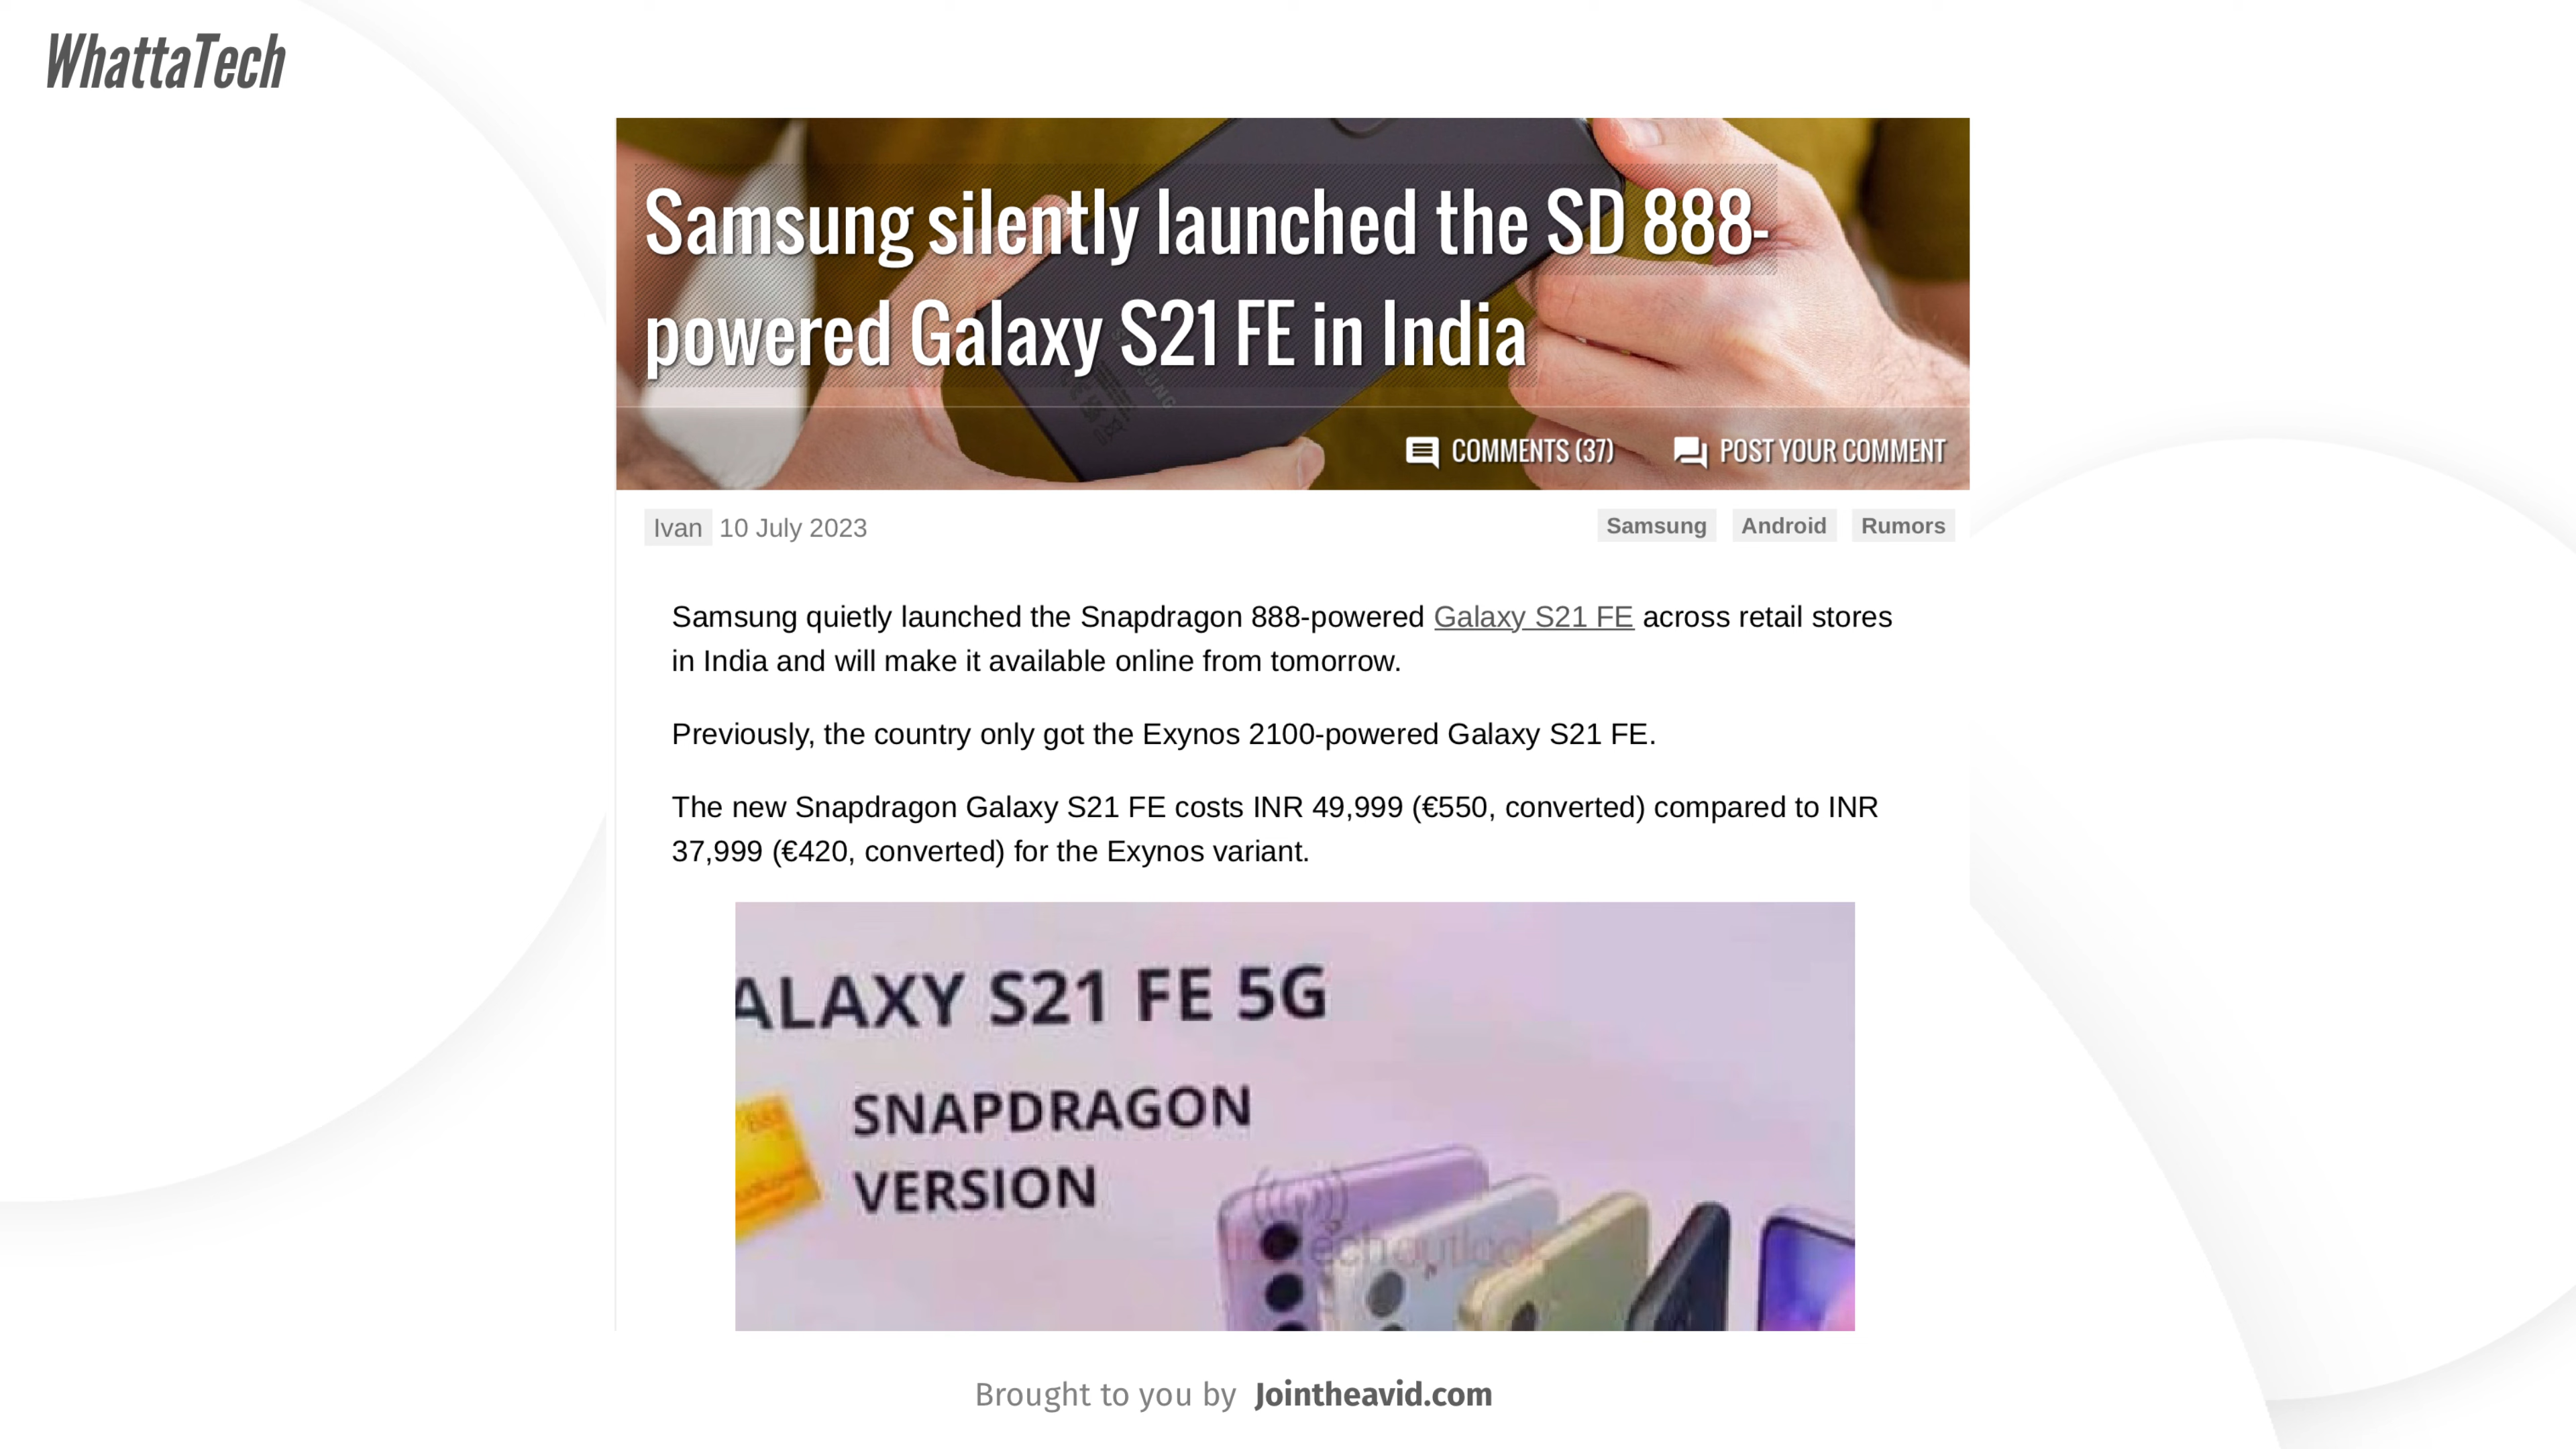 WhattaTech
Samsung silently launched the SD 888-
powered Galaxy S21 FE in India
SAMSUNG
COMMENTS (37) POST YOUR COMMENT
Ivan 10 July 2023 Samsung Android Rumors
Samsung quietly launched the Snapdragon 888-powered Galaxy S21 FE across retail stores
in India and will make it available online from tomorrow.
Previously, the country only got the Exynos 2100-powered Galaxy S21 FE.
The new Snapdragon Galaxy S21 FE costs INR 49,999 (€550, converted) compared to INR
37,999 (€420, converted) for the Exynos variant.
ALAXY S21 FE 5G
SNAPDRAGON
VERSION
Brought to you by Jointheavid.com